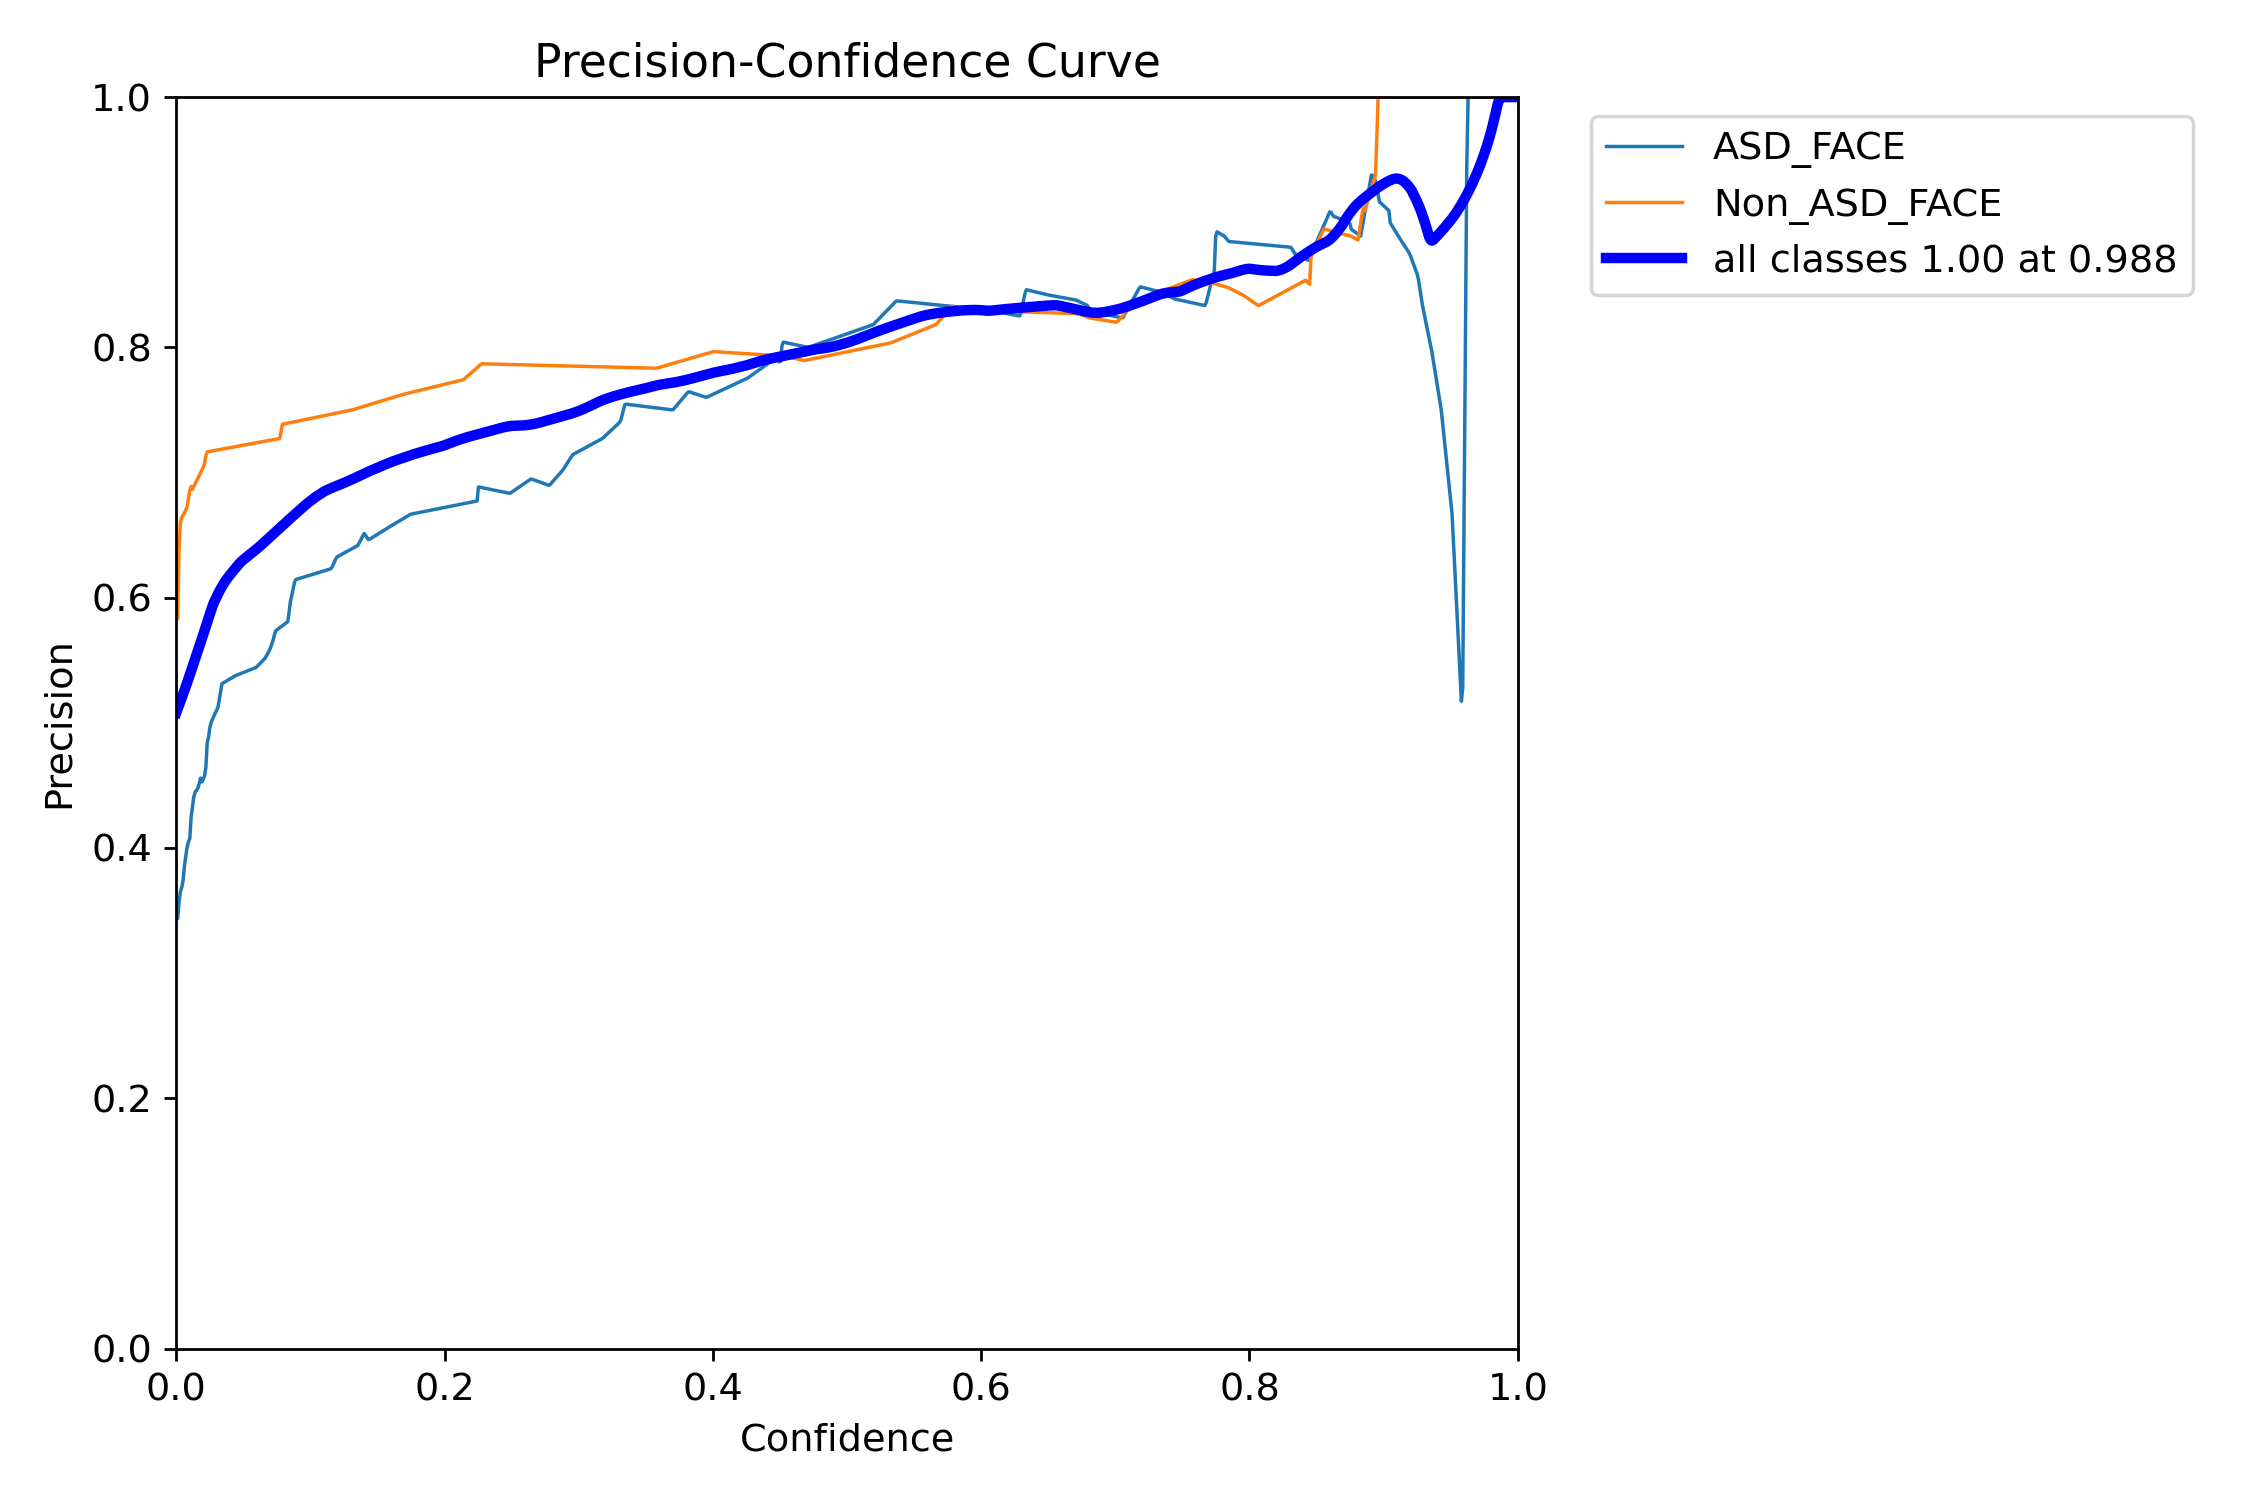 Precision-Confidence Curve
1.0
0.8
0.6
0.4
0.2
0.0
Precision
0.0 0.2 0.4 0.6 0.8 1.0
Confidence
ASD_FACE
Non_ASD_FACE
all classes 1.00 at 0.988